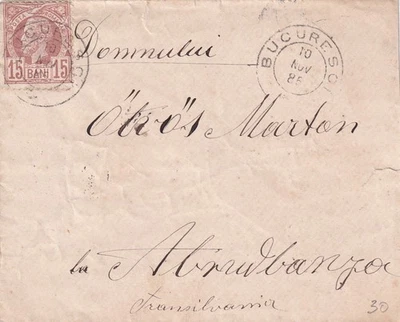 15 BANI 15
BUCURESCI
10
NOV
85
Domnului
Ökrös Marton
la Abrudbanya
Transilvania
30